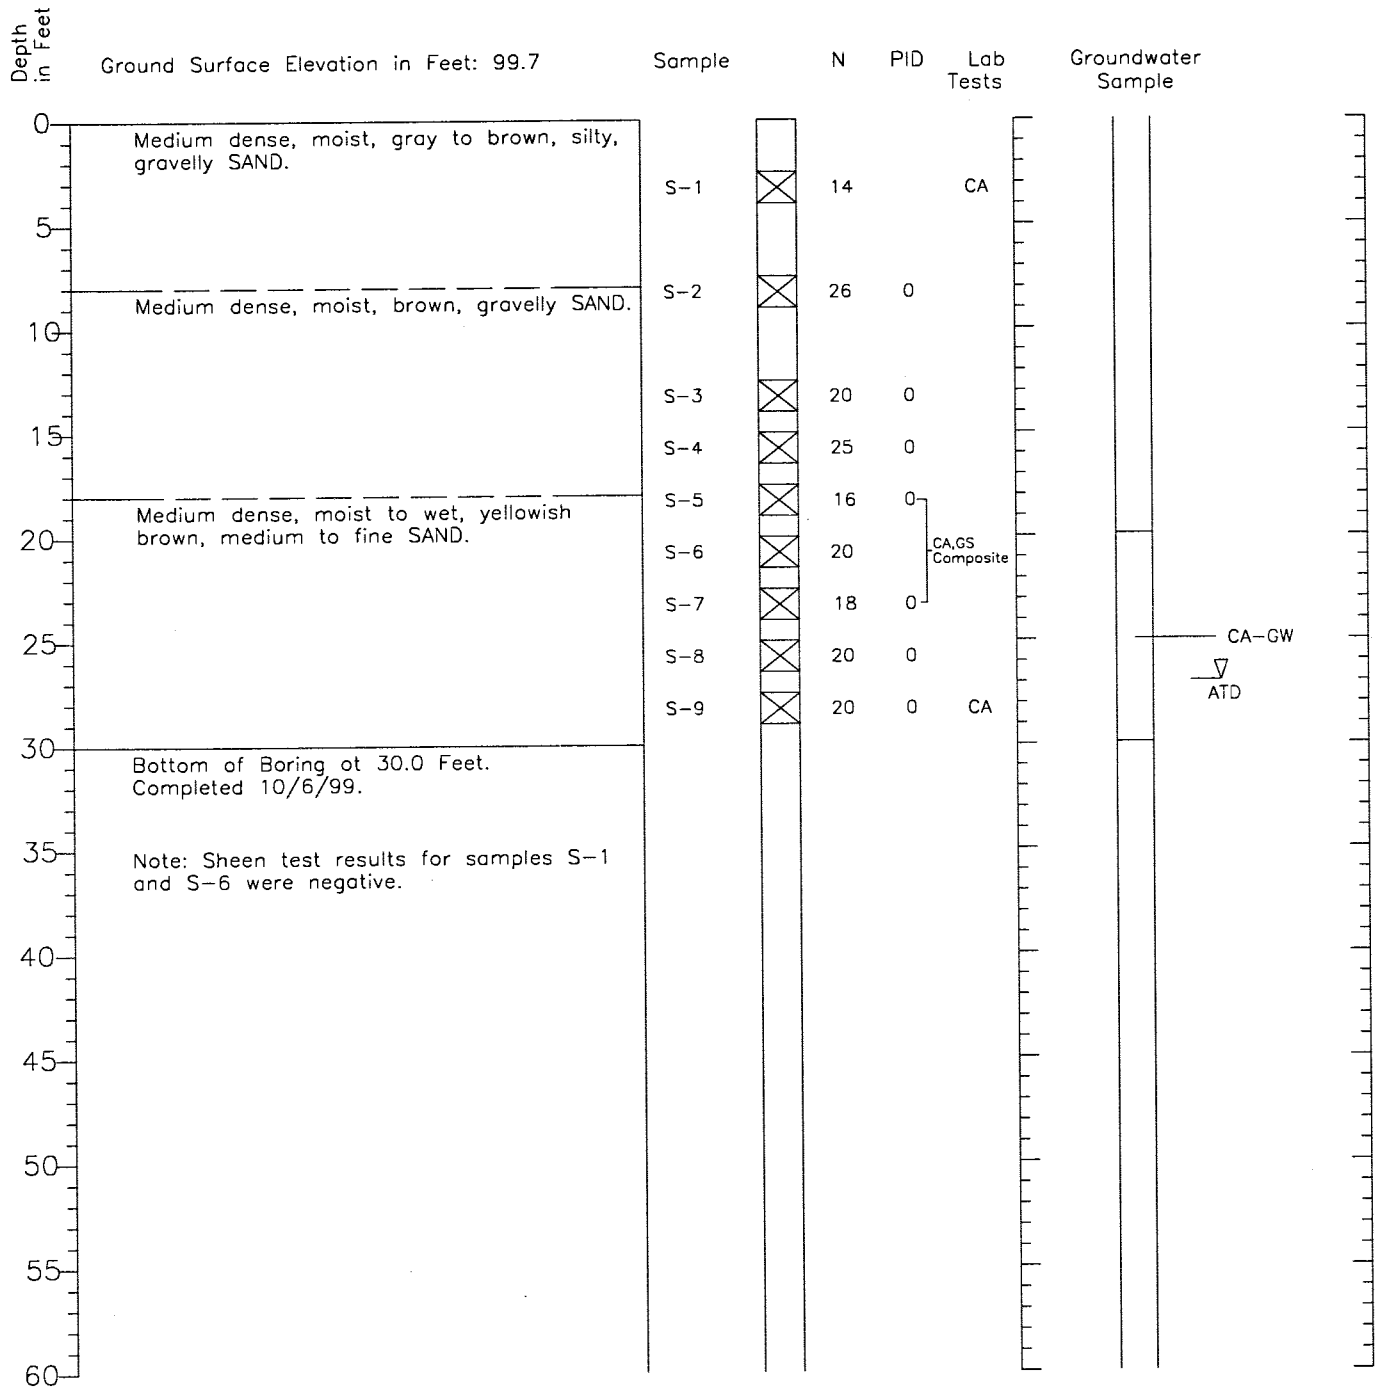 Depth
in Feet
Ground Surface Elevation in Feet: 99.7
Sample
N
PID
Lab
Tests
Groundwater
Sample
0
Medium dense, moist, gray to brown, silty,
gravelly SAND.
S-1 14 CA
5
S-2 26 0
Medium dense, moist, brown, gravelly SAND.
10
S-3 20 0
15
S-4 25 0
S-5 16 0
Medium dense, moist to wet, yellowish
brown, medium to fine SAND.
20
S-6 20
CA,GS
Composite
S-7 18 0
25
CA-GW
S-8 20 0
ATD
S-9 20 0 CA
30
Bottom of Boring at 30.0 Feet.
Completed 10/6/99.
35
Note: Sheen test results for samples S-1
and S-6 were negative.
40
45
50
55
60